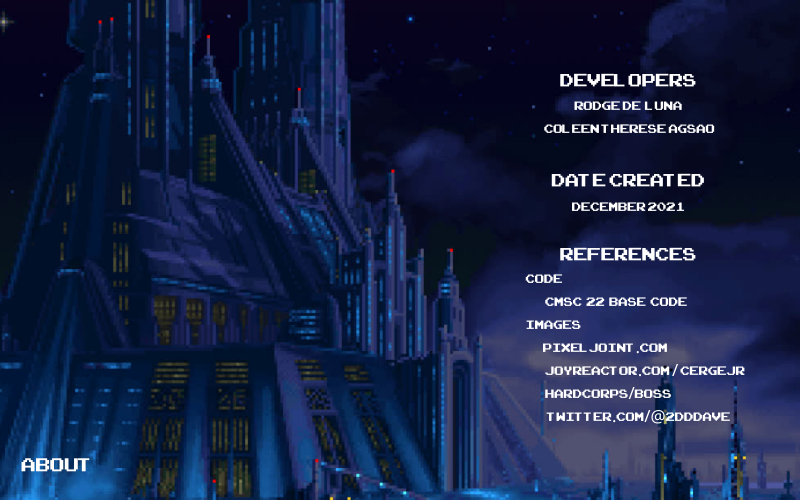 DEVELOPERS
RODGE DE LUNA
COLEEN THERESE AGSAO
DATE CREATED
DECEMBER 2021
REFERENCES
CODE
CMSC 22 BASE CODE
IMAGES
PIXELJOINT.COM
JOYREACTOR.COM/CERGEJR
HARDCORPS/BOSS
TWITTER.COM/@2DDDAVE
ABOUT